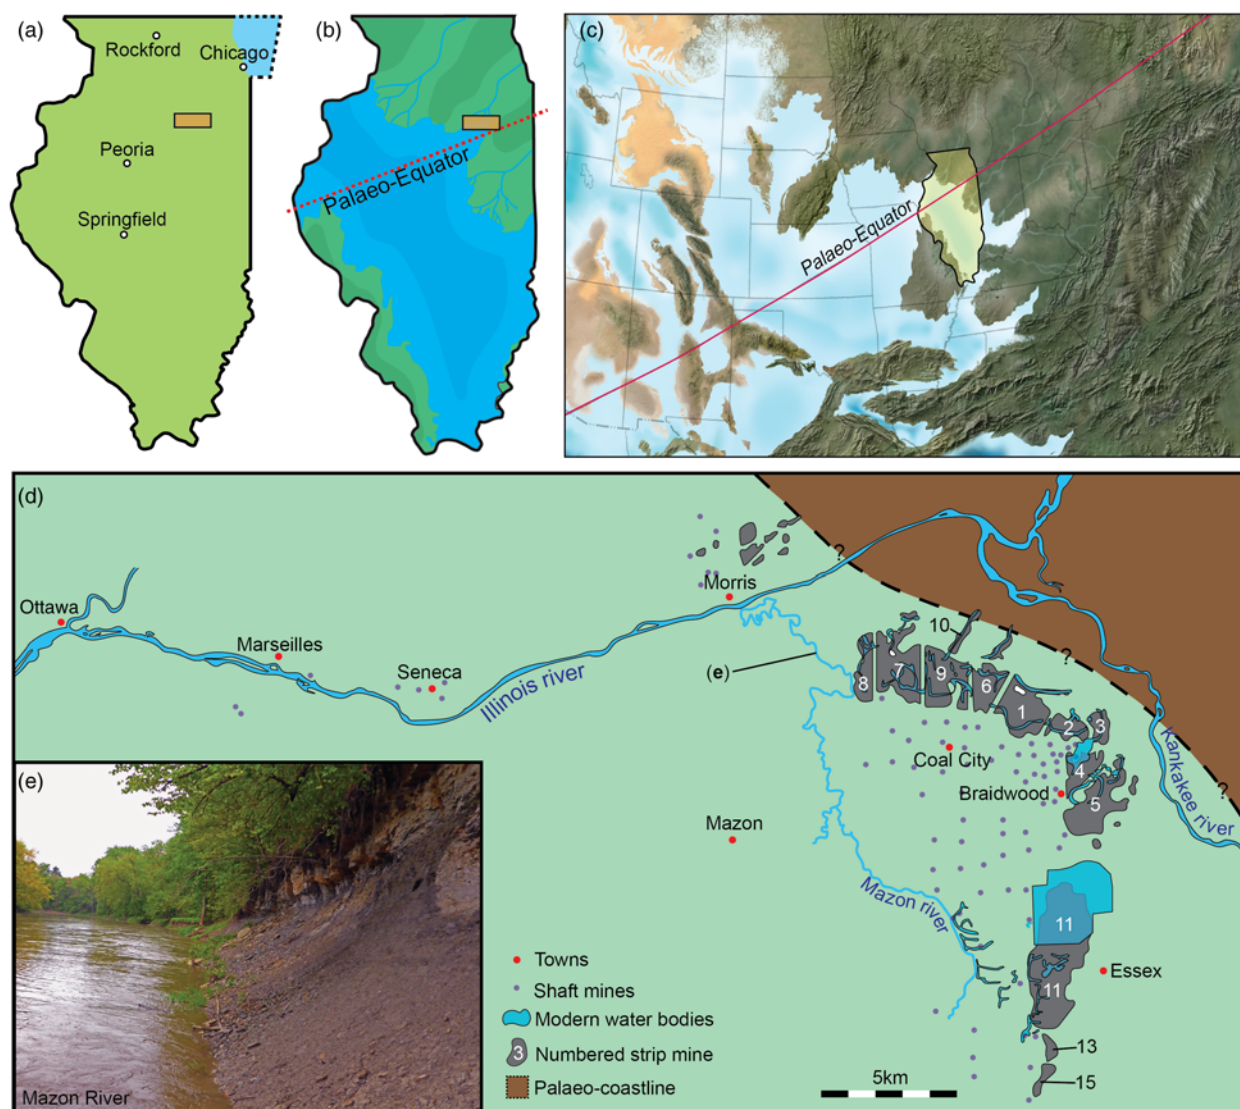 (a)
Rockford
Chicago
Peoria
Springfield
(b)
Palaeo-Equator
(c)
Palaeo-Equator
(d)
Ottawa
Marseilles
Seneca
Illinois river
Morris
?
10
(e)
8
7
9
6
1
2
3
4
5
?
?
Coal City
Braidwood
Kankakee river
Mazon
Mazon river
11
11
Essex
13
15
(e)
Mazon River
Towns
Shaft mines
Modern water bodies
3 Numbered strip mine
Palaeo-coastline
5km